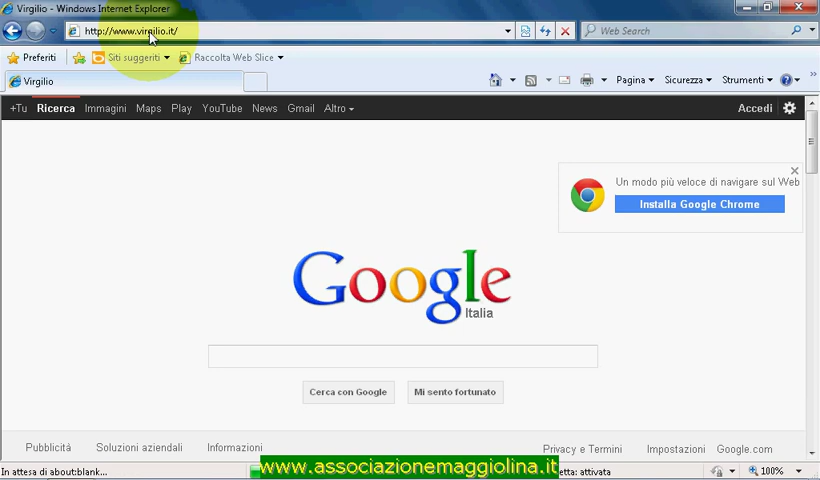 Virgilio - Windows Internet Explorer
http://www.virgilio.it/
Web Search
Preferiti
Siti suggeriti
Raccolta Web Slice
Virgilio
Pagina
Sicurezza
Strumenti
+Tu Ricerca Immagini Maps Play YouTube News Gmail Altro
Accedi
Un modo più veloce di navigare sul Web
Installa Google Chrome
Google
Italia
Cerca con Google
Mi sento fortunato
Pubblicità Soluzioni aziendali Informazioni
Privacy e Termini Impostazioni Google.com
In attesa di about:blank...
www.associazionemaggiolina.it
attivata
100%